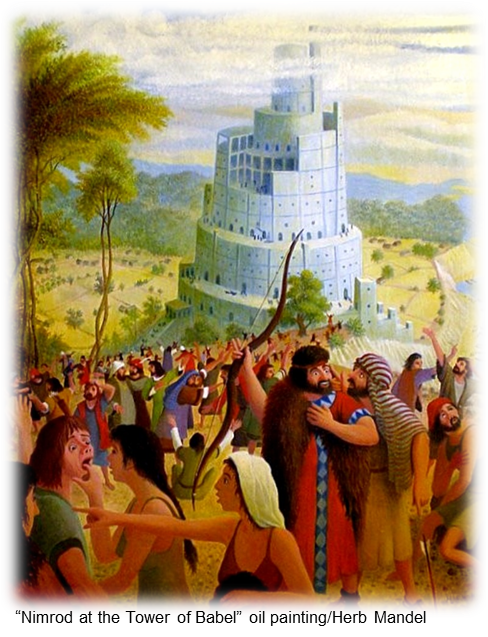 “Nimrod at the Tower of Babel” oil painting/Herb Mandel